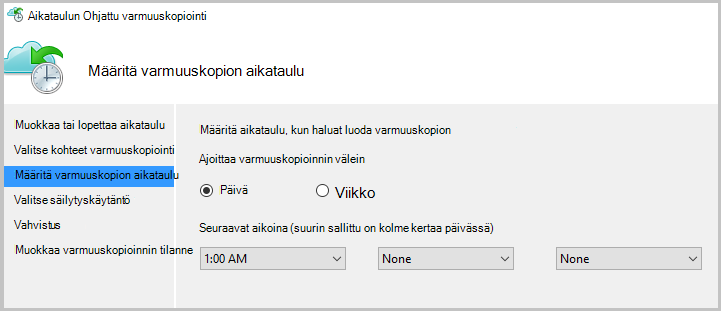 Aikataulun Ohjattu varmuuskopiointi
Määritä varmuuskopion aikataulu
Muokkaa tai lopettaa aikataulu
Valitse kohteet varmuuskopiointi
Määritä varmuuskopion aikataulu
Valitse säilytyskäytäntö
Vahvistus
Muokkaa varmuuskopioinnin tilanne
Määritä aikataulu, kun haluat luoda varmuuskopion
Ajoittaa varmuuskopioinnin välein
Päivä Viikko
Seuraavat aikoina (suurin sallittu on kolme kertaa päivässä)
1:00 AM None None